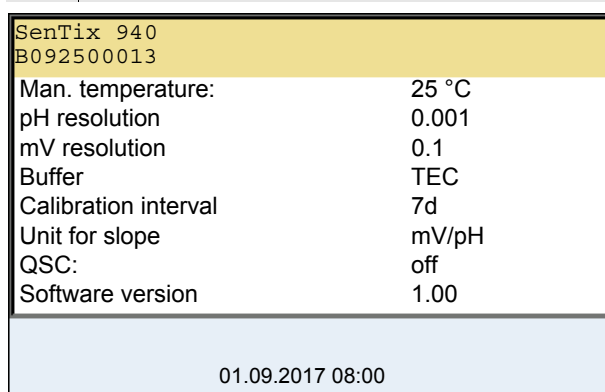 SenTix 940
B092500013
Man. temperature: 25 °C
pH resolution 0.001
mV resolution 0.1
Buffer TEC
Calibration interval 7d
Unit for slope mV/pH
QSC: off
Software version 1.00
01.09.2017 08:00